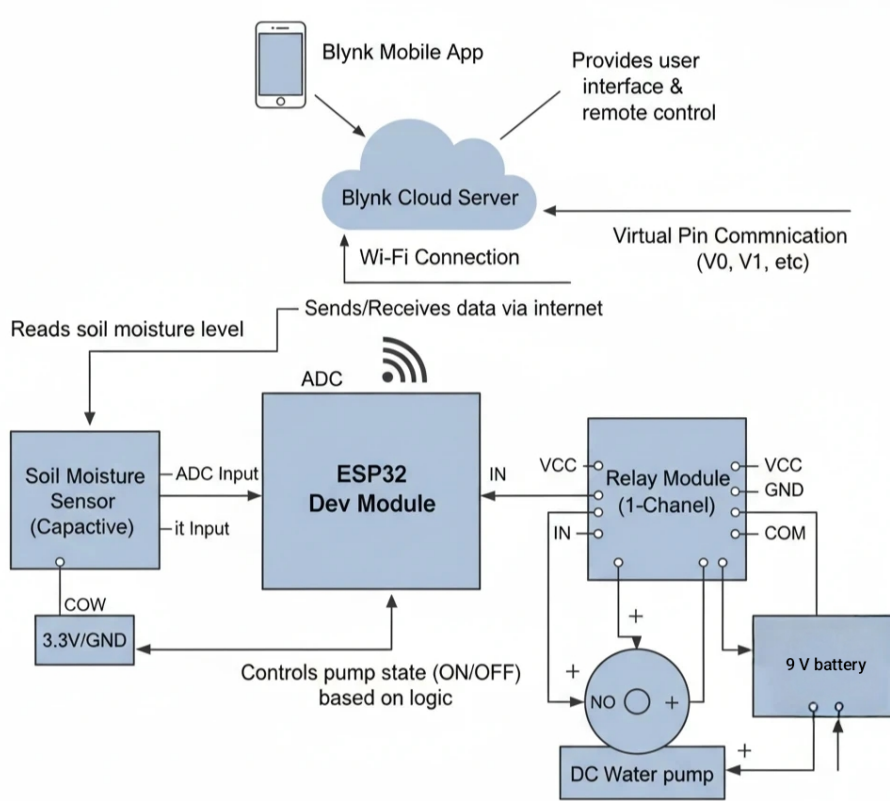 Blynk Mobile App
Provides user
interface &
remote control
Blynk Cloud Server
Virtual Pin Commnication
(V0, V1, etc)
Wi-Fi Connection
Sends/Receives data via internet
Reads soil moisture level
ADC
Soil Moisture
Sensor
(Capactive)
ADC Input
it Input
ESP32
Dev Module
IN
VCC
IN
Relay Module
(1-Chanel)
VCC
GND
COM
COW
3.3V/GND
Controls pump state (ON/OFF)
based on logic
+
+
NO
+
9 V battery
+
DC Water pump